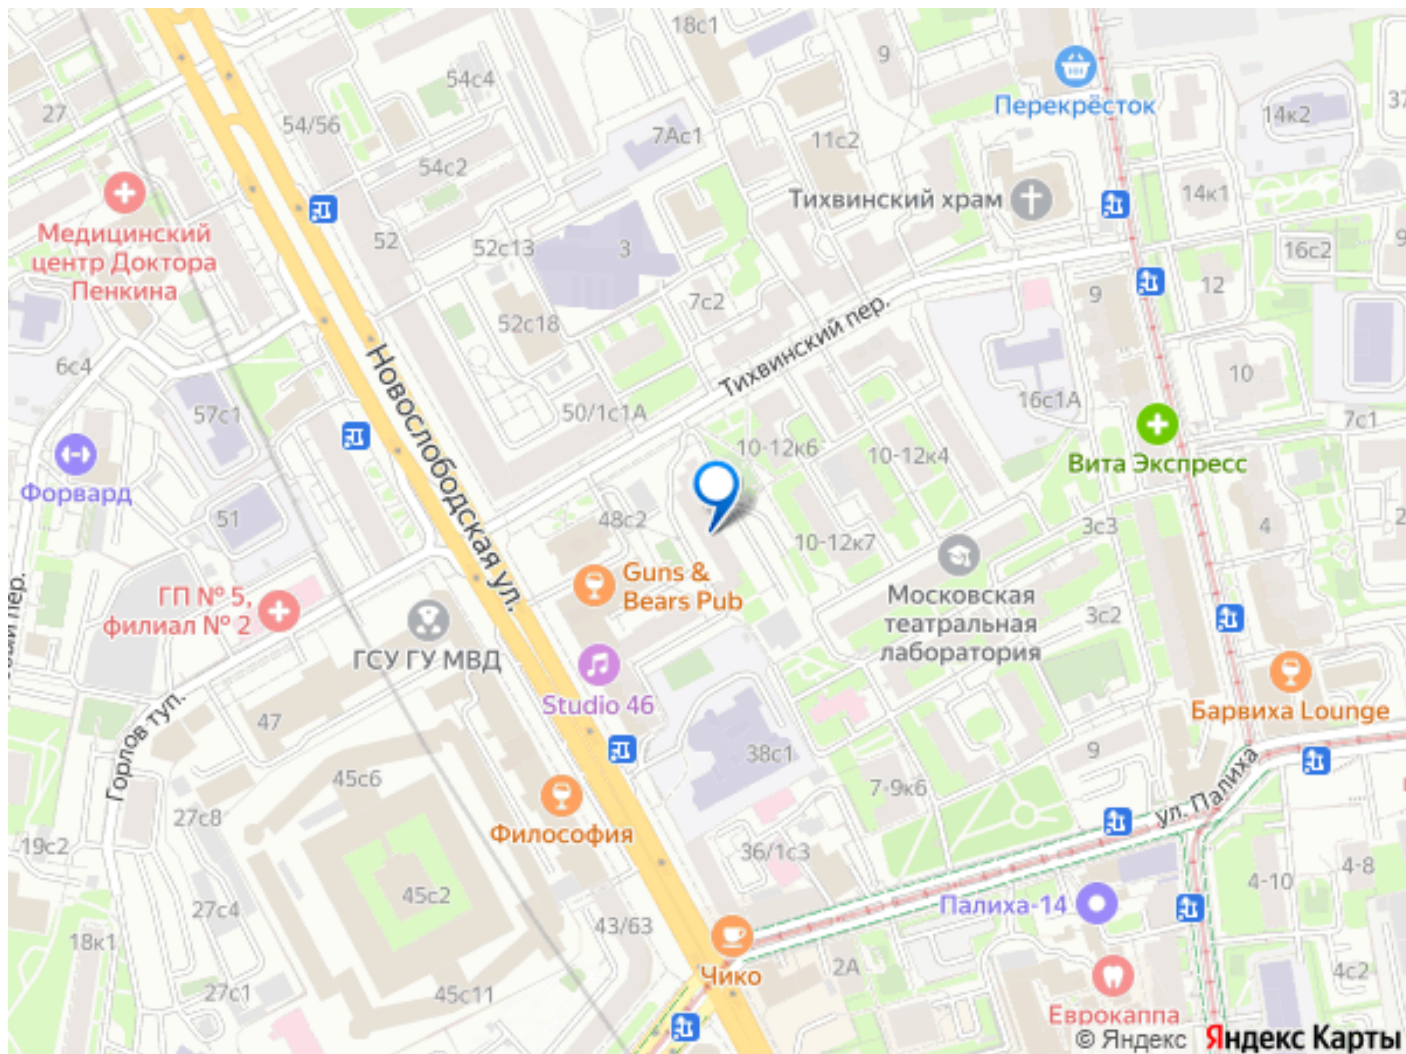 18с1
9
54с4
27
54/56
Перекрёсток
14к2
37
7Ас1
11с2
54с2
Тихвинский храм
14к1
Медицинский
центр Доктора
Пенкина
52
52с13
3
16с2
9
12
9
7с2
52с18
Тихвинский пер.
Новослободская ул.
6с4
10
16с1А
57с1
50/1с1А
7с1
10-12к6
10-12к4
Вита Экспресс
Форвард
51
48с2
4
2
3с3
10-12к7
Guns &
Bears Pub
Московская
театральная
лаборатория
ГП № 5,
филиал № 2
3с2
ГСУ ГУ МВД
Studio 46
Барвиха Lounge
Горлов туп.
47
38с1
9
45с6
7-9к6
ул. Палиха
27с8
Философия
19с2
36/1с3
4-8
4-10
45с2
27с4
Палиха-14
43/63
18к1
2А
Чико
4с2
27с1
45с11
Еврокаппа
© Яндекс Яндекс Карты